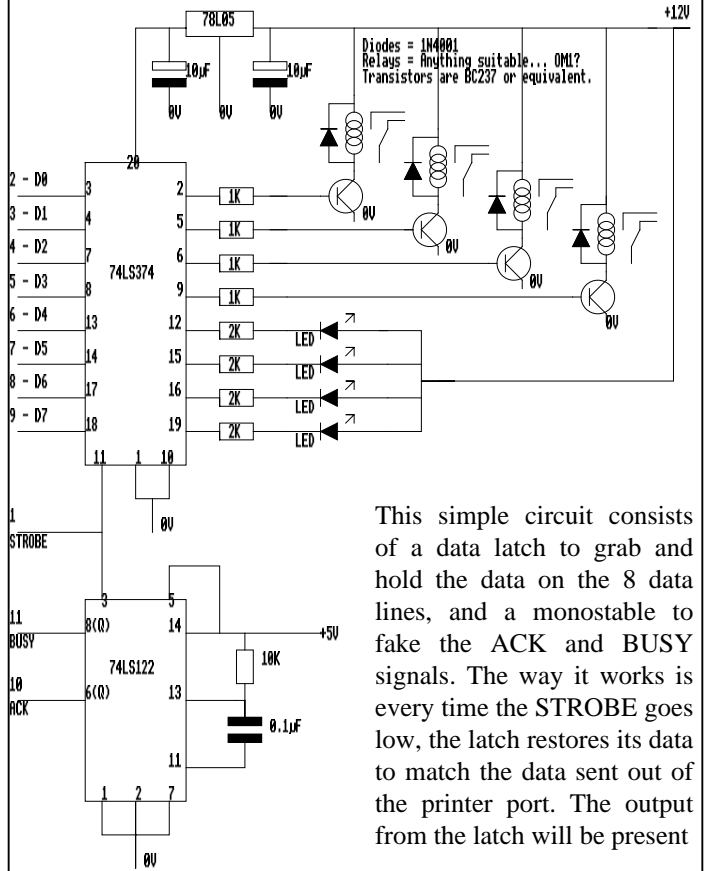 78L05
+12V
Diodes = 1N4001
Relays = Anything suitable... OM1?
Transistors are BC237 or equivalent.
10µF
10µF
0V
0V
0V
20
2 - D0
3
2
1K
0V
3 - D1
4
5
1K
0V
4 - D2
7
6
1K
0V
74LS374
5 - D3
8
9
1K
0V
6 - D4
13
12
2K
LED
7 - D5
14
15
2K
LED
8 - D6
17
16
2K
LED
9 - D7
18
19
2K
LED
11
1
10
0V
1
STROBE
3
5
11
BUSY
8(Q)
14
+5V
74LS122
10K
10
ACK
6(Q)
13
0.1µF
11
1
2
7
0V
This simple circuit consists
of a data latch to grab and
hold the data on the 8 data
lines, and a monostable to
fake the ACK and BUSY
signals. The way it works is
every time the STROBE goes
low, the latch restores its data
to match the data sent out of
the printer port. The output
from the latch will be present